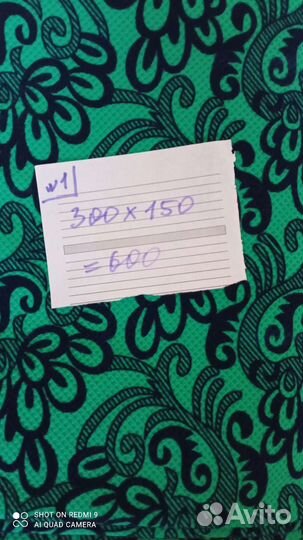 №1
300 x 150
= 600
SHOT ON REDMI 9
AI QUAD CAMERA
Avito